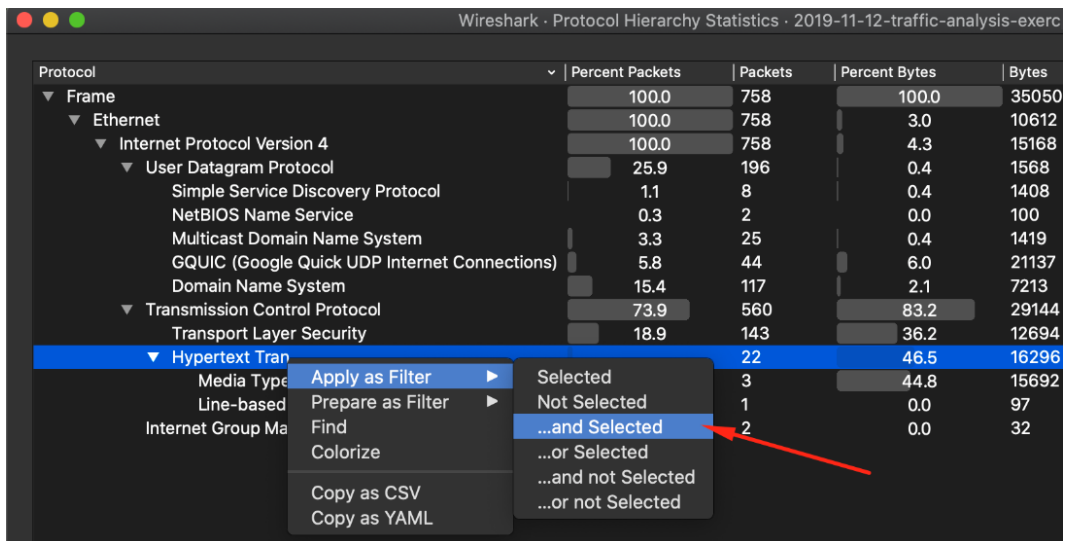 Wireshark · Protocol Hierarchy Statistics · 2019-11-12-traffic-analysis-exerc
Protocol Percent Packets Packets Percent Bytes Bytes
Frame 100.0 758 100.0 35050
Ethernet 100.0 758 3.0 10612
Internet Protocol Version 4 100.0 758 4.3 15168
User Datagram Protocol 25.9 196 0.4 1568
Simple Service Discovery Protocol 1.1 8 0.4 1408
NetBIOS Name Service 0.3 2 0.0 100
Multicast Domain Name System 3.3 25 0.4 1419
GQUIC (Google Quick UDP Internet Connections) 5.8 44 6.0 21137
Domain Name System 15.4 117 2.1 7213
Transmission Control Protocol 73.9 560 83.2 29144
Transport Layer Security 18.9 143 36.2 12694
Hypertext Tran 22 46.5 16296
Media Type 3 44.8 15692
Line-based 1 0.0 97
Internet Group Ma 2 0.0 32
Apply as Filter
Prepare as Filter
Find
Colorize
Copy as CSV
Copy as YAML
Selected
Not Selected
...and Selected
...or Selected
...and not Selected
...or not Selected